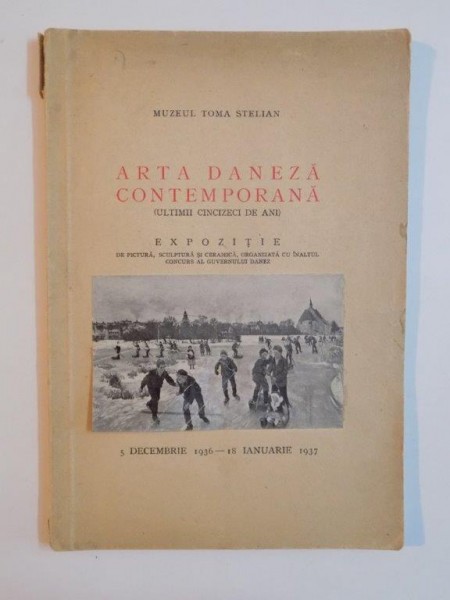 MUZEUL TOMA STELIAN
ARTA DANEZĂ
CONTEMPORANĂ
(ULTIMII CINCIZECI DE ANI)
EXPOZIȚIE
DE PICTURĂ, SCULPTURĂ ȘI CERAMICĂ, ORGANIZATĂ CU ÎNALTUL
CONCURS AL GUVERNULUI DANEZ
5 DECEMBRIE 1936 — 18 IANUARIE 1937